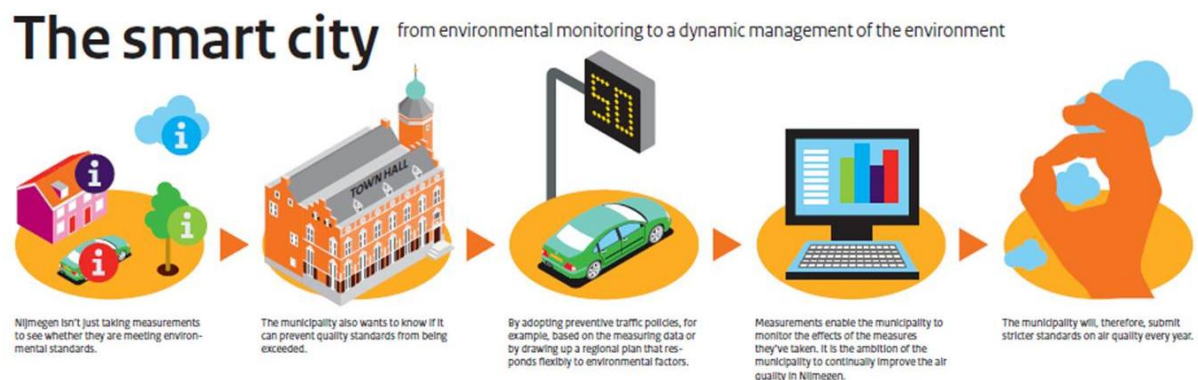 The smart city
from environmental monitoring to a dynamic management of the environment
i
i
i
i
TOWN HALL
50
Nijmegen isn't just taking measurements
to see whether they are meeting environ-
mental standards.
The municipality also wants to know if it
can prevent quality standards from being
exceeded.
By adopting preventive traffic policies, for
example, based on the measuring data or
by drawing up a regional plan that res-
ponds flexibly to environmental factors.
Measurements enable the municipality to
monitor the effects of the measures
they've taken. It is the ambition of the
municipality to continually improve the air
quality in Nijmegen.
The municipality will, therefore, submit
stricter standards on air quality every year.